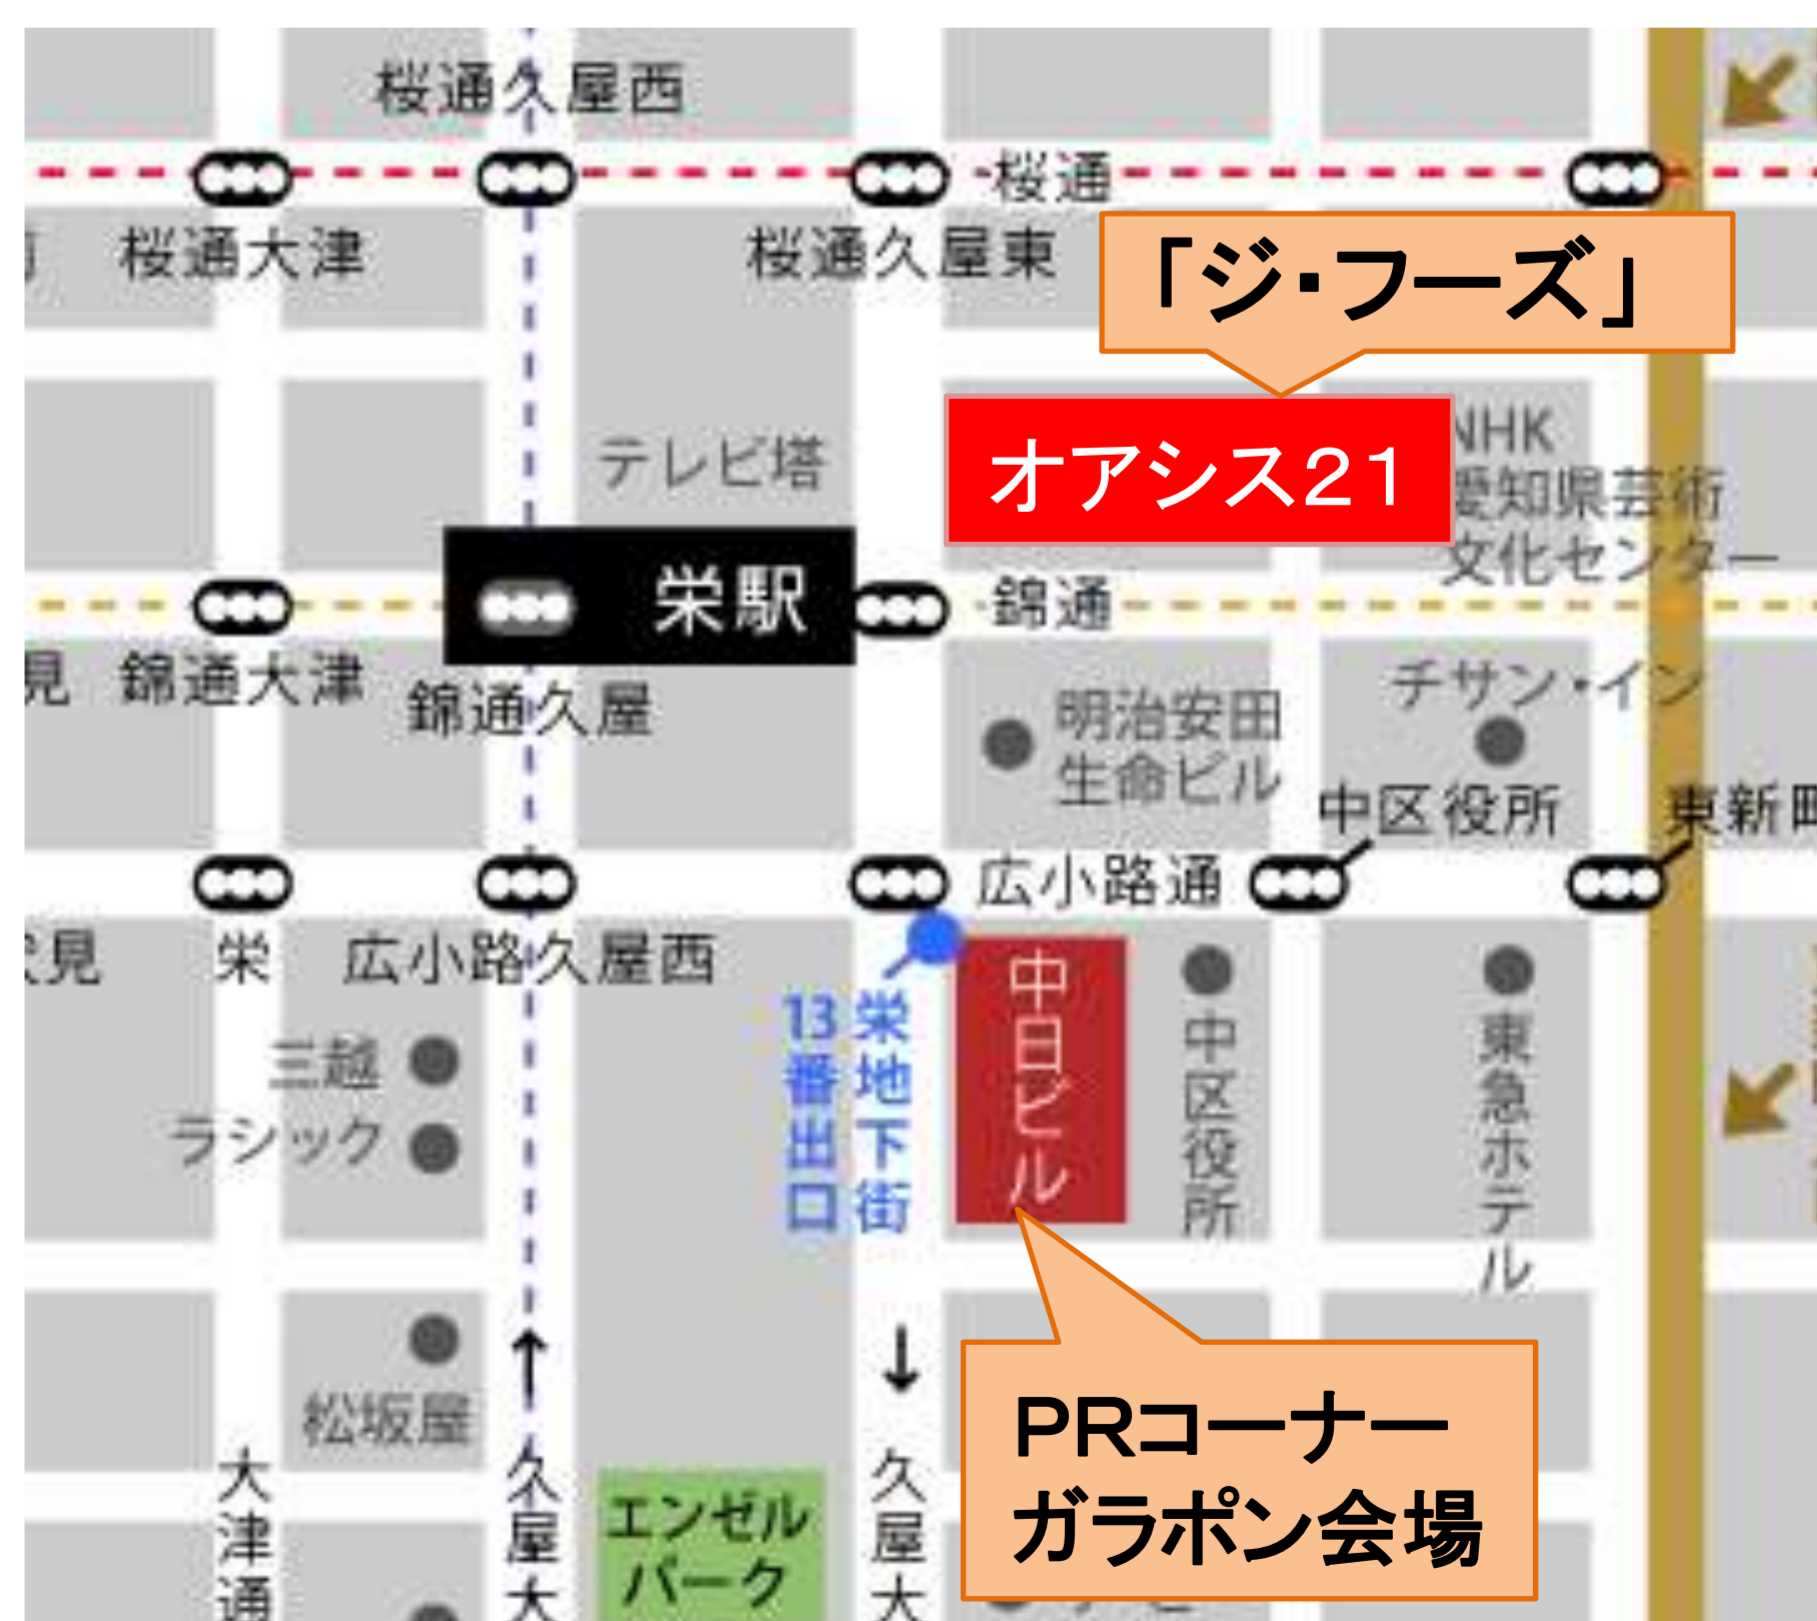 桜通久屋西
桜通
桜通大津
桜通久屋東
「ジ・フーズ」
オアシス21
テレビ塔
NHK
愛知県芸術
文化センター
栄駅
錦通
見
錦通大津
錦通久屋
明治安田
生命ビル
チサン・イン
中区役所
東新町
広小路通
伏見
栄
広小路久屋西
栄地下街
13番出口
中日ビル
中区役所
東急ホテル
三越
ラシック
松坂屋
↑
↓
大津通
久屋大
エンゼル
パーク
久屋大
PRコーナー
ガラポン会場